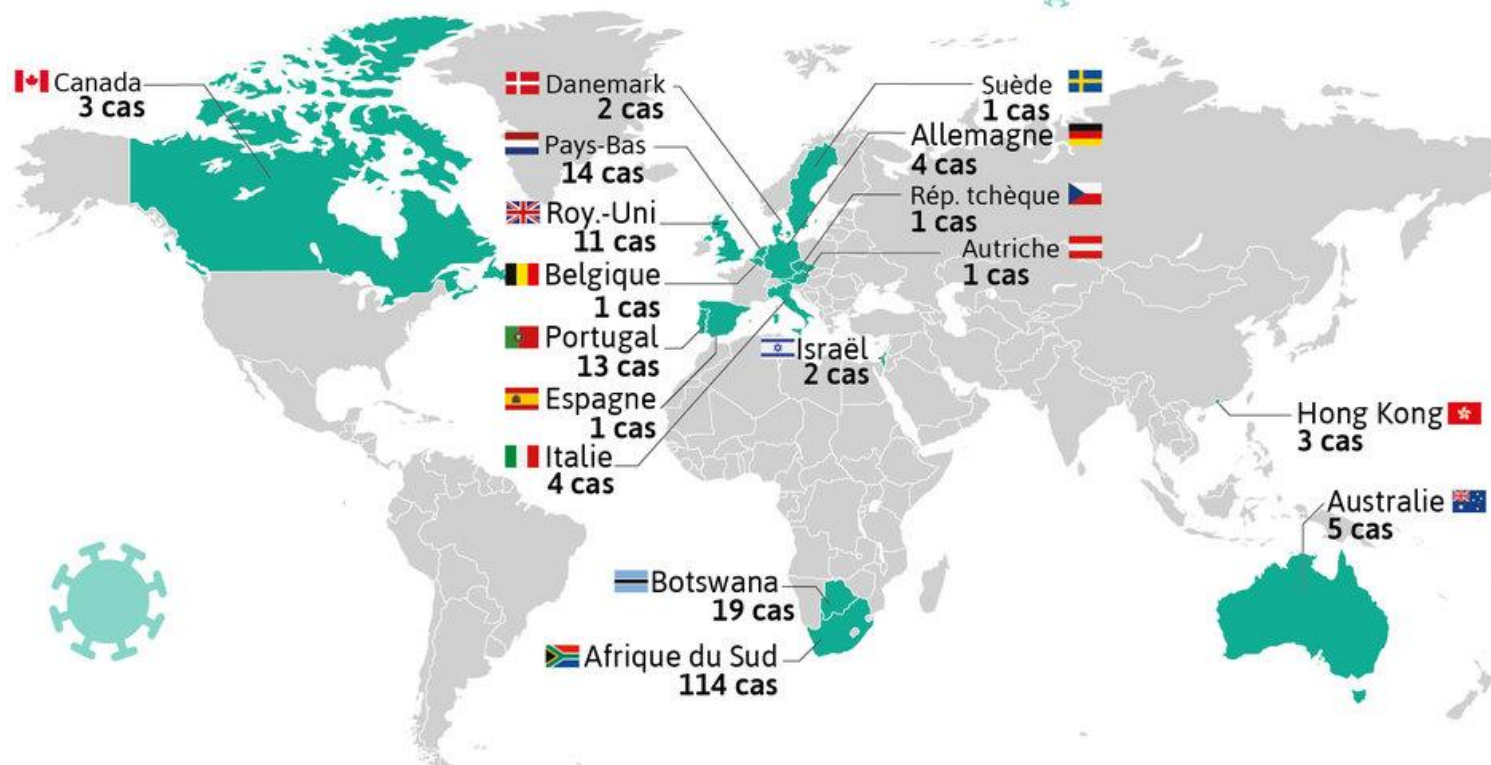 Canada
3 cas
Danemark
2 cas
Pays-Bas
14 cas
Roy.-Uni
11 cas
Belgique
1 cas
Portugal
13 cas
Espagne
1 cas
Italie
4 cas
Suède
1 cas
Allemagne
4 cas
Rép. tchèque
1 cas
Autriche
1 cas
Israël
2 cas
Hong Kong
3 cas
Australie
5 cas
Botswana
19 cas
Afrique du Sud
114 cas